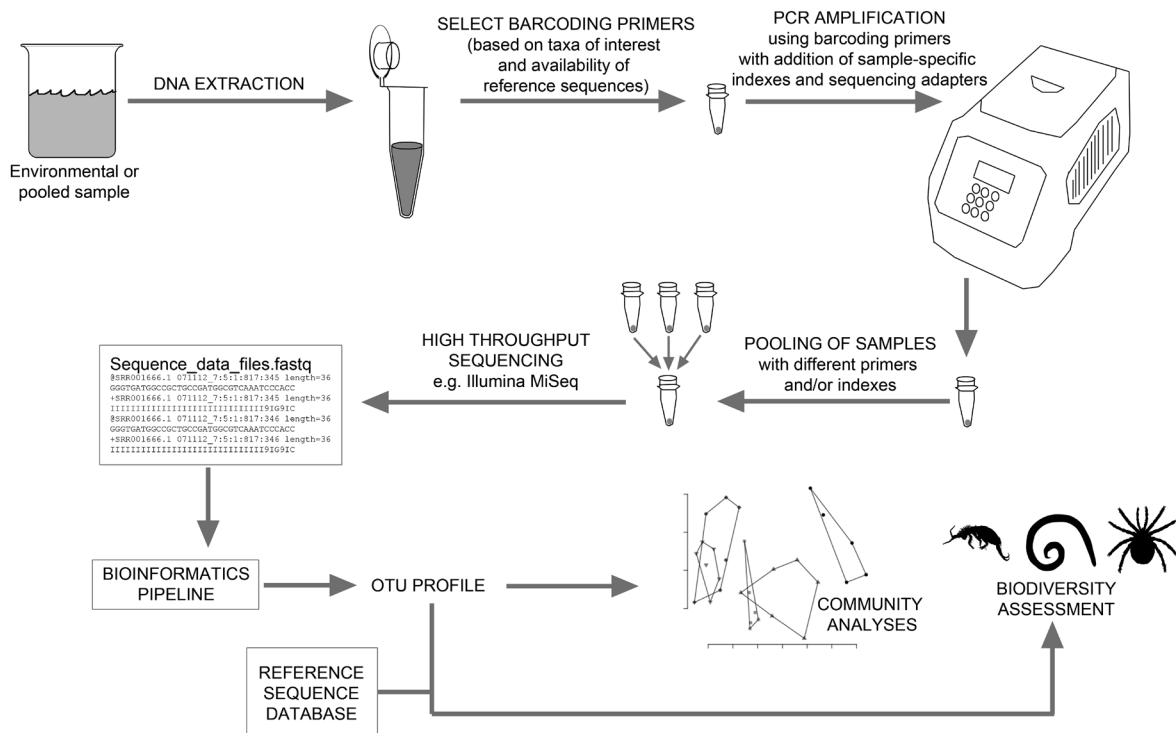 DNA EXTRACTION
Environmental or
pooled sample
SELECT BARCODING PRIMERS
(based on taxa of interest
and availability of
reference sequences)
PCR AMPLIFICATION
using barcoding primers
with addition of sample-specific
indexes and sequencing adapters
POOLING OF SAMPLES
with different primers
and/or indexes
HIGH THROUGHPUT
SEQUENCING
e.g. Illumina MiSeq
Sequence_data_files.fastq
@SRR001666.1 071112_7:5:1:817:345 length=36
GGGTGATGGCCGCTGCCGATGGCGTCAAATCCCACC
+SRR001666.1 071112_7:5:1:817:345 length=36
IIIIIIIIIIIIIIIIIIIIIIIIIIIIII9IG9IC
@SRR001666.1 071112_7:5:1:817:346 length=36
GGGTGATGGCCGCTGCCGATGGCGTCAAATCCCACC
+SRR001666.1 071112_7:5:1:817:346 length=36
IIIIIIIIIIIIIIIIIIIIIIIIIIIIII9IG9IC
BIOINFORMATICS
PIPELINE
OTU PROFILE
COMMUNITY
ANALYSES
BIODIVERSITY
ASSESSMENT
REFERENCE
SEQUENCE
DATABASE